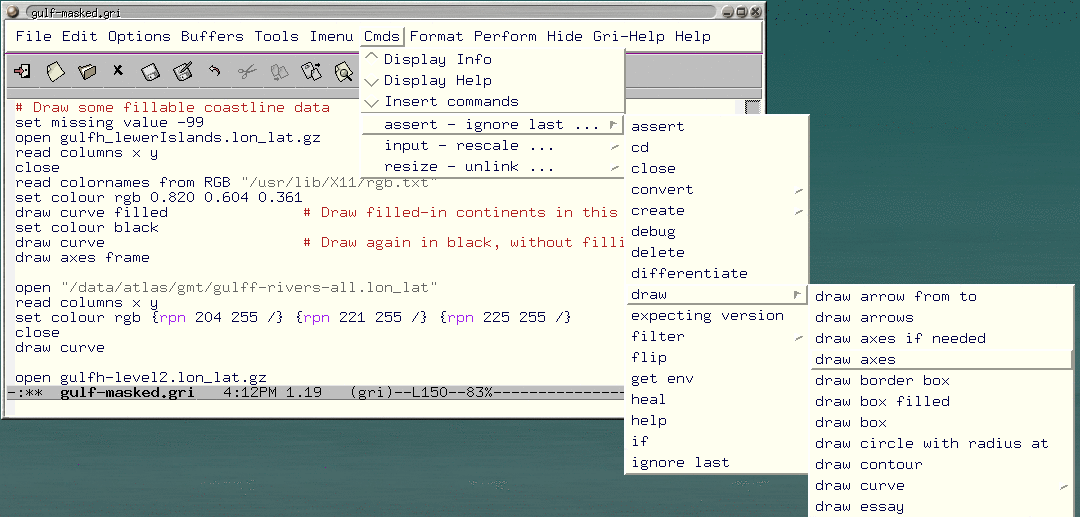 gulf-masked.gri
File Edit Options Buffers Tools Imenu Cmds Format Perform Hide Gri-Help Help
Display Info
Display Help
Insert commands
assert - ignore last ...
input - rescale ...
resize - unlink ...
# Draw some fillable coastline data
set missing value -99
open gulfh_lewerIslands.lon_lat.gz
read columns x y
close
read colornames from RGB "/usr/lib/X11/rgb.txt"
set colour rgb 0.820 0.604 0.361
draw curve filled # Draw filled-in continents in this
set colour black
draw curve # Draw again in black, without filli
draw axes frame
open "/data/atlas/gmt/gulff-rivers-all.lon_lat"
read columns x y
set colour rgb {rpn 204 255 /} {rpn 221 255 /} {rpn 225 255 /}
close
draw curve
open gulfh-level2.lon_lat.gz
-:** gulf-masked.gri 4:12PM 1.19 (gri)--L150--83%----------------
assert
cd
close
convert
create
debug
delete
differentiate
draw
expecting version
filter
flip
get env
heal
help
if
ignore last
draw arrow from to
draw arrows
draw axes if needed
draw axes
draw border box
draw box filled
draw box
draw circle with radius at
draw contour
draw curve
draw essay